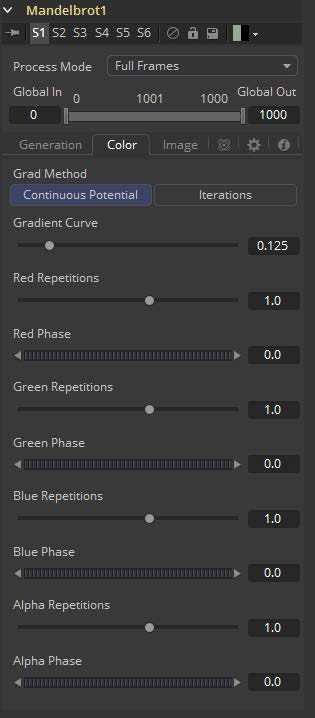 Mandelbrot1
S1 S2 S3 S4 S5 S6
Process Mode Full Frames
Global In 0 1001 1000 Global Out
0 1000
Generation Color Image
Grad Method
Continuous Potential Iterations
Gradient Curve
0.125
Red Repetitions
1.0
Red Phase
0.0
Green Repetitions
1.0
Green Phase
0.0
Blue Repetitions
1.0
Blue Phase
0.0
Alpha Repetitions
1.0
Alpha Phase
0.0